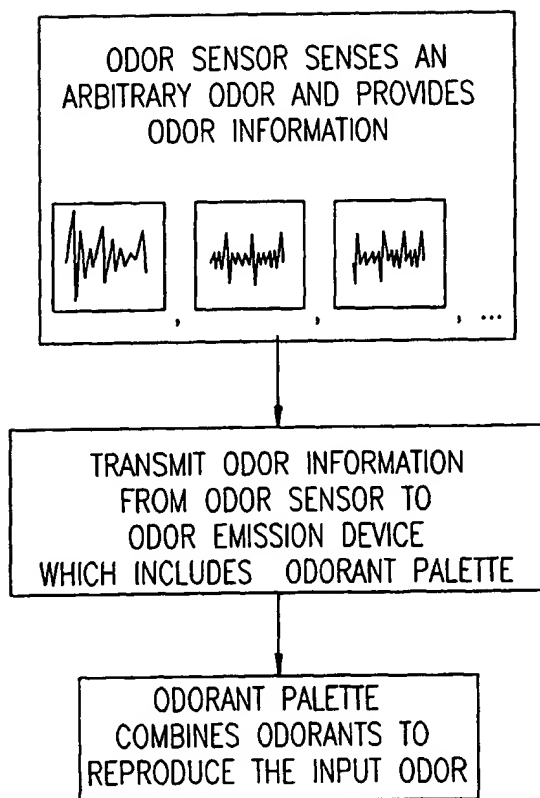 ODOR SENSOR SENSES AN
ARBITRARY ODOR AND PROVIDES
ODOR INFORMATION
, , , ...
TRANSMIT ODOR INFORMATION
FROM ODOR SENSOR TO
ODOR EMISSION DEVICE
WHICH INCLUDES ODORANT PALETTE
ODORANT PALETTE
COMBINES ODORANTS TO
REPRODUCE THE INPUT ODOR